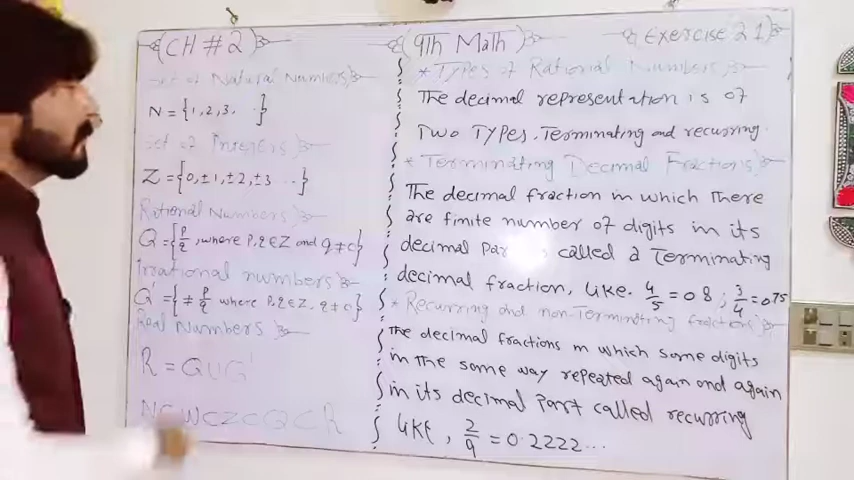 CH #2
9th Math
Exercise 2.1
Set of Natural Numbers
N = {1, 2, 3, ...}
Set of Integers
Z = {0, ±1, ±2, ±3 ...}
Rational Numbers
Q = {p/q, where P, q ∈ Z and q ≠ 0}
Irrational numbers
Q' = {≠ p/q where P, q ∈ Z, q ≠ 0}
Real Numbers
R = Q U Q'
N C W C Z C Q C R
* Types of Rational Numbers
The decimal representation is of
Two Types, Terminating and recurring.
* Terminating Decimal Fractions
The decimal fraction in which There
are finite number of digits in its
decimal Par , called a Terminating
decimal fraction, like. 4/5 = 0.8 ; 3/4 = 0.75
* Recurring and non-Terminating fractions
The decimal fractions in which some digits
in the same way repeated again and again
in its decimal Part called recurring
like, 2/9 = 0.2222...